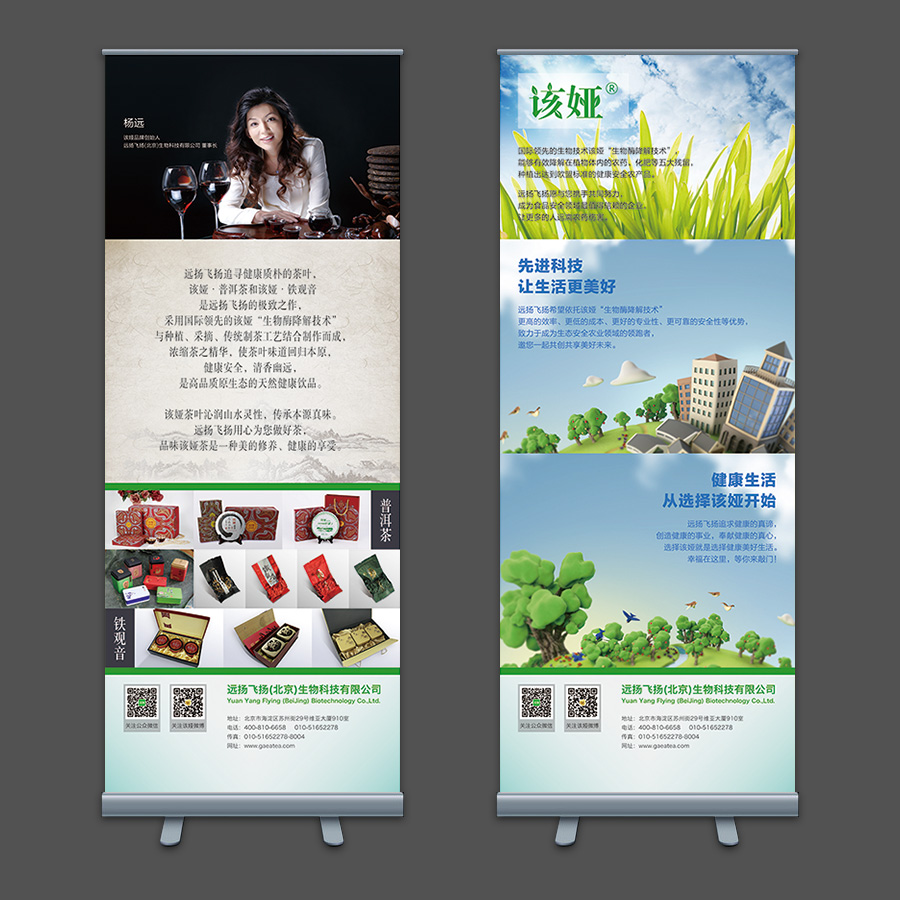 杨远
该娅品牌创始人
远扬飞扬(北京)生物科技有限公司 董事长
远扬飞扬追寻健康质朴的茶叶，
该娅·普洱茶和该娅·铁观音
是远扬飞扬的极致之作，
采用国际领先的该娅“生物酶降解技术”
与种植、采摘、传统制茶工艺结合制作而成，
浓缩茶之精华，使茶叶味道回归本原，
健康安全，清香幽远，
是高品质原生态的天然健康饮品。
该娅茶叶沁润山水灵性，传承本源真味。
远扬飞扬用心为您做好茶，
品味该娅茶是一种美的修养、健康的享受。
普洱茶
铁观音
关注公众微信
关注该娅微博
远扬飞扬(北京)生物科技有限公司
Yuan Yang Flying (BeiJing) Biotechnology Co.,Ltd.
地址：北京市海淀区苏州街29号维亚大厦910室
电话：400-810-6658 010-51652278
传真：010-51652278-8004
网址：www.gaeatea.com
该娅®
国际领先的生物技术该娅“生物酶降解技术”，
能够有效降解在植物体内的农药、化肥等五大残留，
种植出达到欧盟标准的健康安全农产品。
远扬飞扬愿与您携手共同努力，
成为食品安全领域最值得信赖的企业，
让更多的人远离农药危害。
先进科技
让生活更美好
远扬飞扬希望依托该娅“生物酶降解技术”
更高的效率、更低的成本、更好的专业性、更可靠的安全性等优势，
致力于成为生态安全农业领域的领跑者，
邀您一起共创共享美好未来。
健康生活
从选择该娅开始
远扬飞扬追求健康的真谛，
创造健康的事业，奉献健康的真心，
选择该娅就是选择健康美好生活。
幸福在这里，等你来敲门！
关注公众微信
关注该娅微博
远扬飞扬(北京)生物科技有限公司
Yuan Yang Flying (BeiJing) Biotechnology Co.,Ltd.
地址：北京市海淀区苏州街29号维亚大厦910室
电话：400-810-6658 010-51652278
传真：010-51652278-8004
网址：www.gaeatea.com